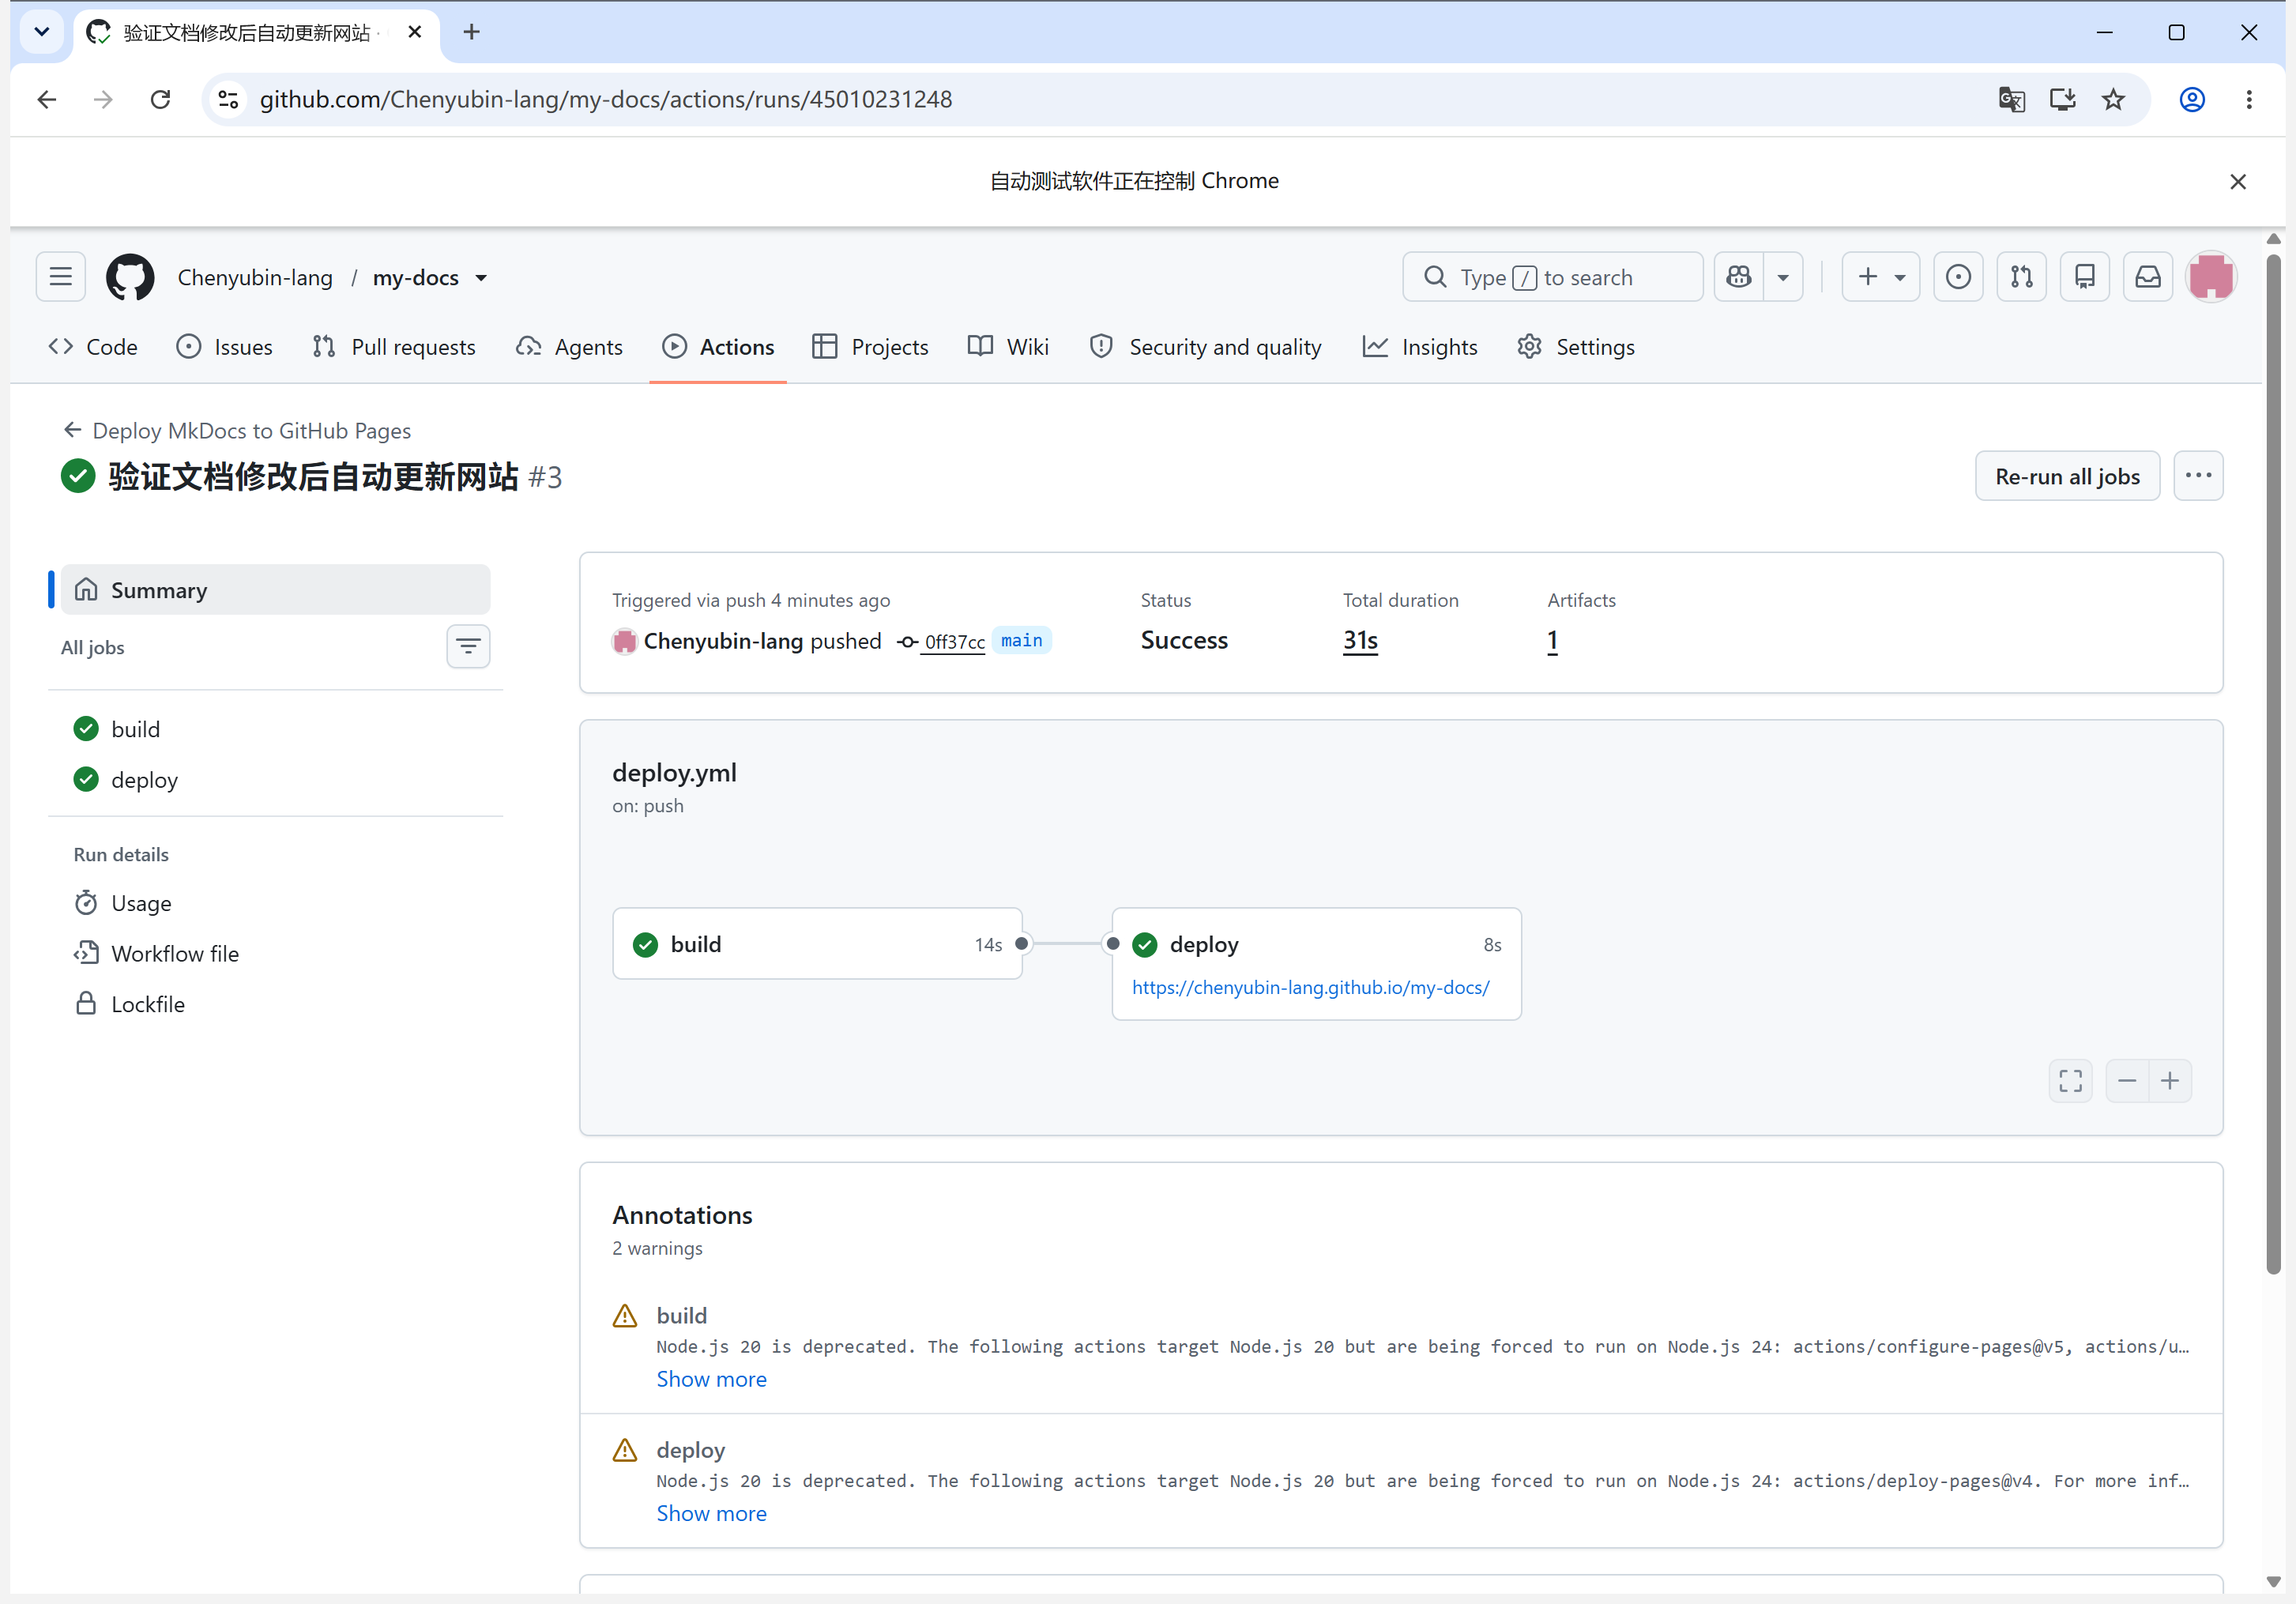 验证文档修改后自动更新网站 ·
github.com/Chenyubin-lang/my-docs/actions/runs/45010231248
自动测试软件正在控制 Chrome
Chenyubin-lang / my-docs
Type / to search
Code Issues Pull requests Agents Actions Projects Wiki Security and quality Insights Settings
Deploy MkDocs to GitHub Pages
验证文档修改后自动更新网站 #3
Re-run all jobs
Summary
All jobs
build
deploy
Run details
Usage
Workflow file
Lockfile
Triggered via push 4 minutes ago
Chenyubin-lang pushed 0ff37cc main
Status
Success
Total duration
31s
Artifacts
1
deploy.yml
on: push
build 14s
deploy 8s
https://chenyubin-lang.github.io/my-docs/
Annotations
2 warnings
build
Node.js 20 is deprecated. The following actions target Node.js 20 but are being forced to run on Node.js 24: actions/configure-pages@v5, actions/u…
Show more
deploy
Node.js 20 is deprecated. The following actions target Node.js 20 but are being forced to run on Node.js 24: actions/deploy-pages@v4. For more inf…
Show more